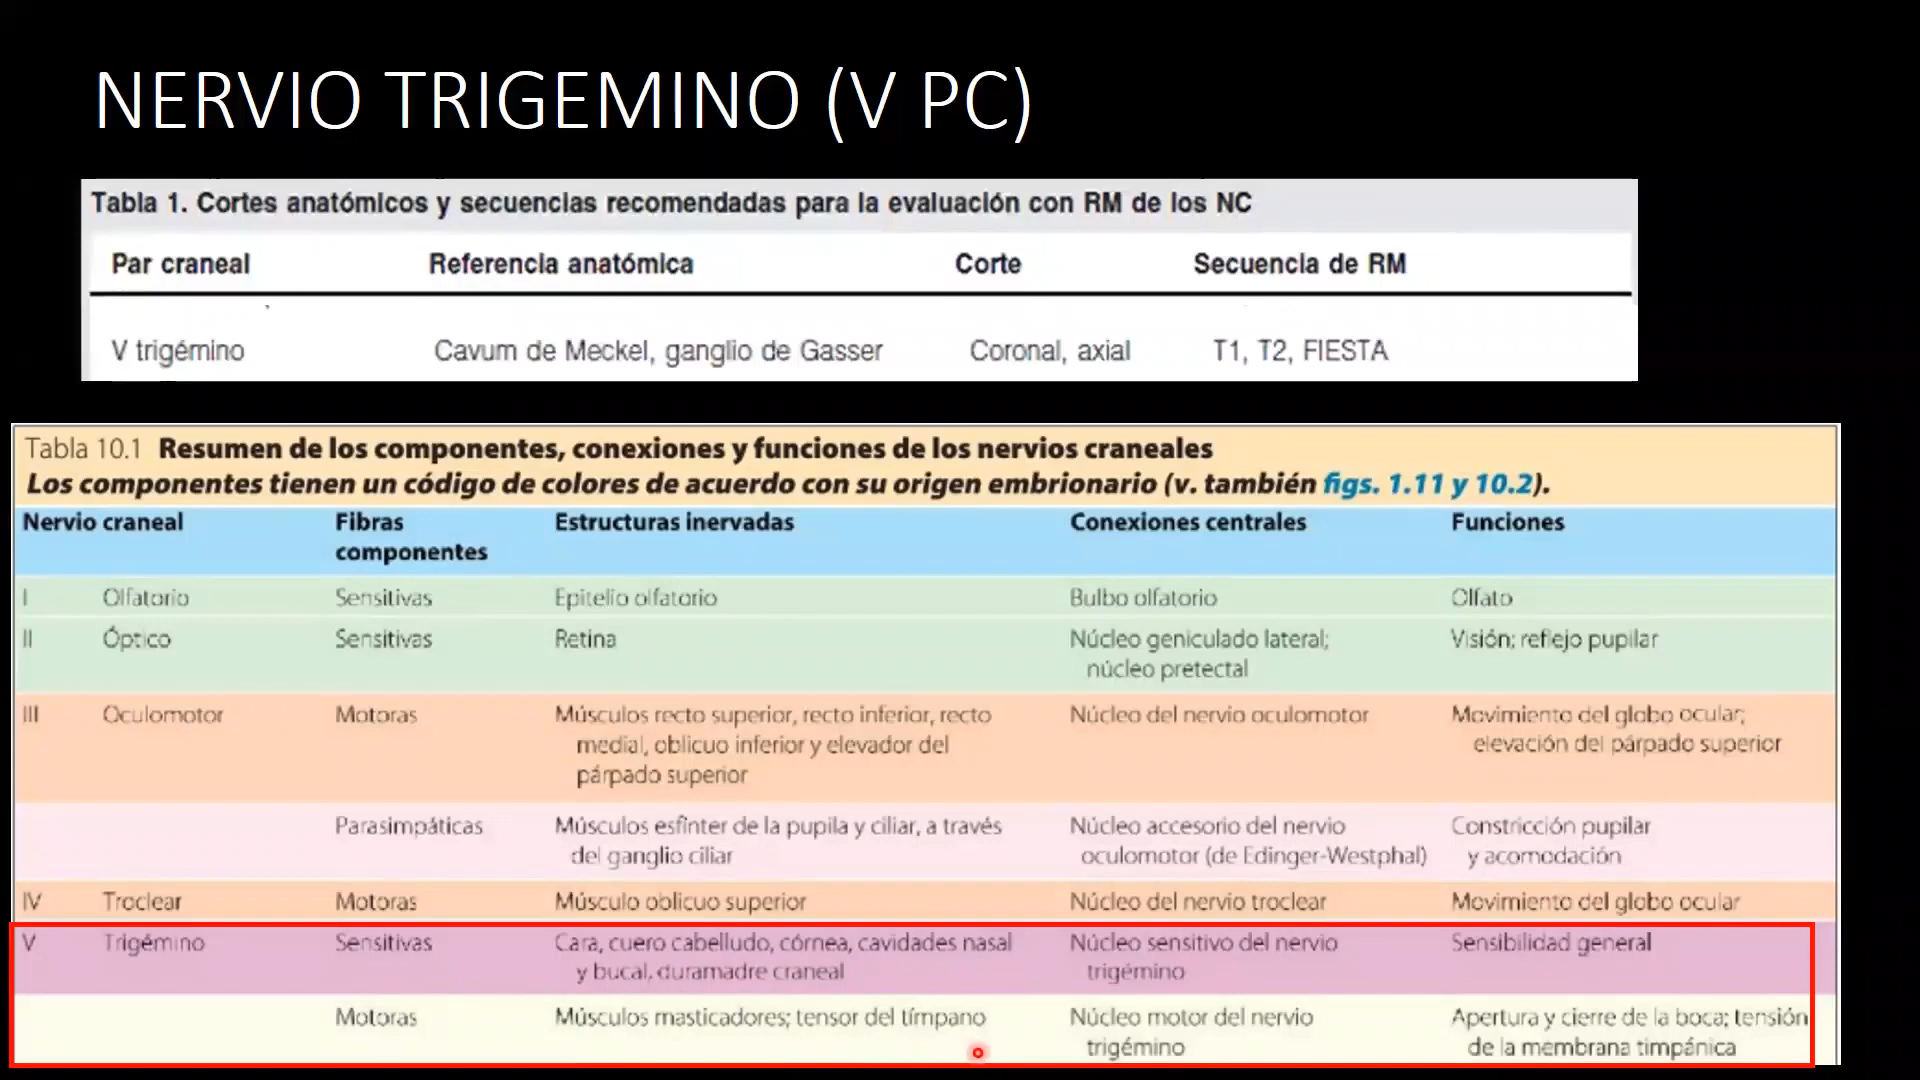 NERVIO TRIGEMINO (V PC)
Tabla 1. Cortes anatómicos y secuencias recomendadas para la evaluación con RM de los NC
Par craneal Referencia anatómica Corte Secuencia de RM
V trigémino Cavum de Meckel, ganglio de Gasser Coronal, axial T1, T2, FIESTA
Tabla 10.1 Resumen de los componentes, conexiones y funciones de los nervios craneales
Los componentes tienen un código de colores de acuerdo con su origen embrionario (v. también figs. 1.11 y 10.2).
Nervio craneal Fibras Estructuras inervadas Conexiones centrales Funciones
componentes
I Olfatorio Sensitivas Epitelio olfatorio Bulbo olfatorio Olfato
II Óptico Sensitivas Retina Núcleo geniculado lateral; Visión; reflejo pupilar
núcleo pretectal
III Oculomotor Motoras Músculos recto superior, recto inferior, recto Núcleo del nervio oculomotor Movimiento del globo ocular;
medial, oblicuo inferior y elevador del elevación del párpado superior
párpado superior
Parasimpáticas Músculos esfínter de la pupila y ciliar, a través Núcleo accesorio del nervio Constricción pupilar
del ganglio ciliar oculomotor (de Edinger-Westphal) y acomodación
IV Troclear Motoras Músculo oblicuo superior Núcleo del nervio troclear Movimiento del globo ocular
V Trigémino Sensitivas Cara, cuero cabelludo, córnea, cavidades nasal Núcleo sensitivo del nervio Sensibilidad general
y bucal, duramadre craneal trigémino
Motoras Músculos masticadores; tensor del tímpano Núcleo motor del nervio Apertura y cierre de la boca; tensión
trigémino de la membrana timpánica